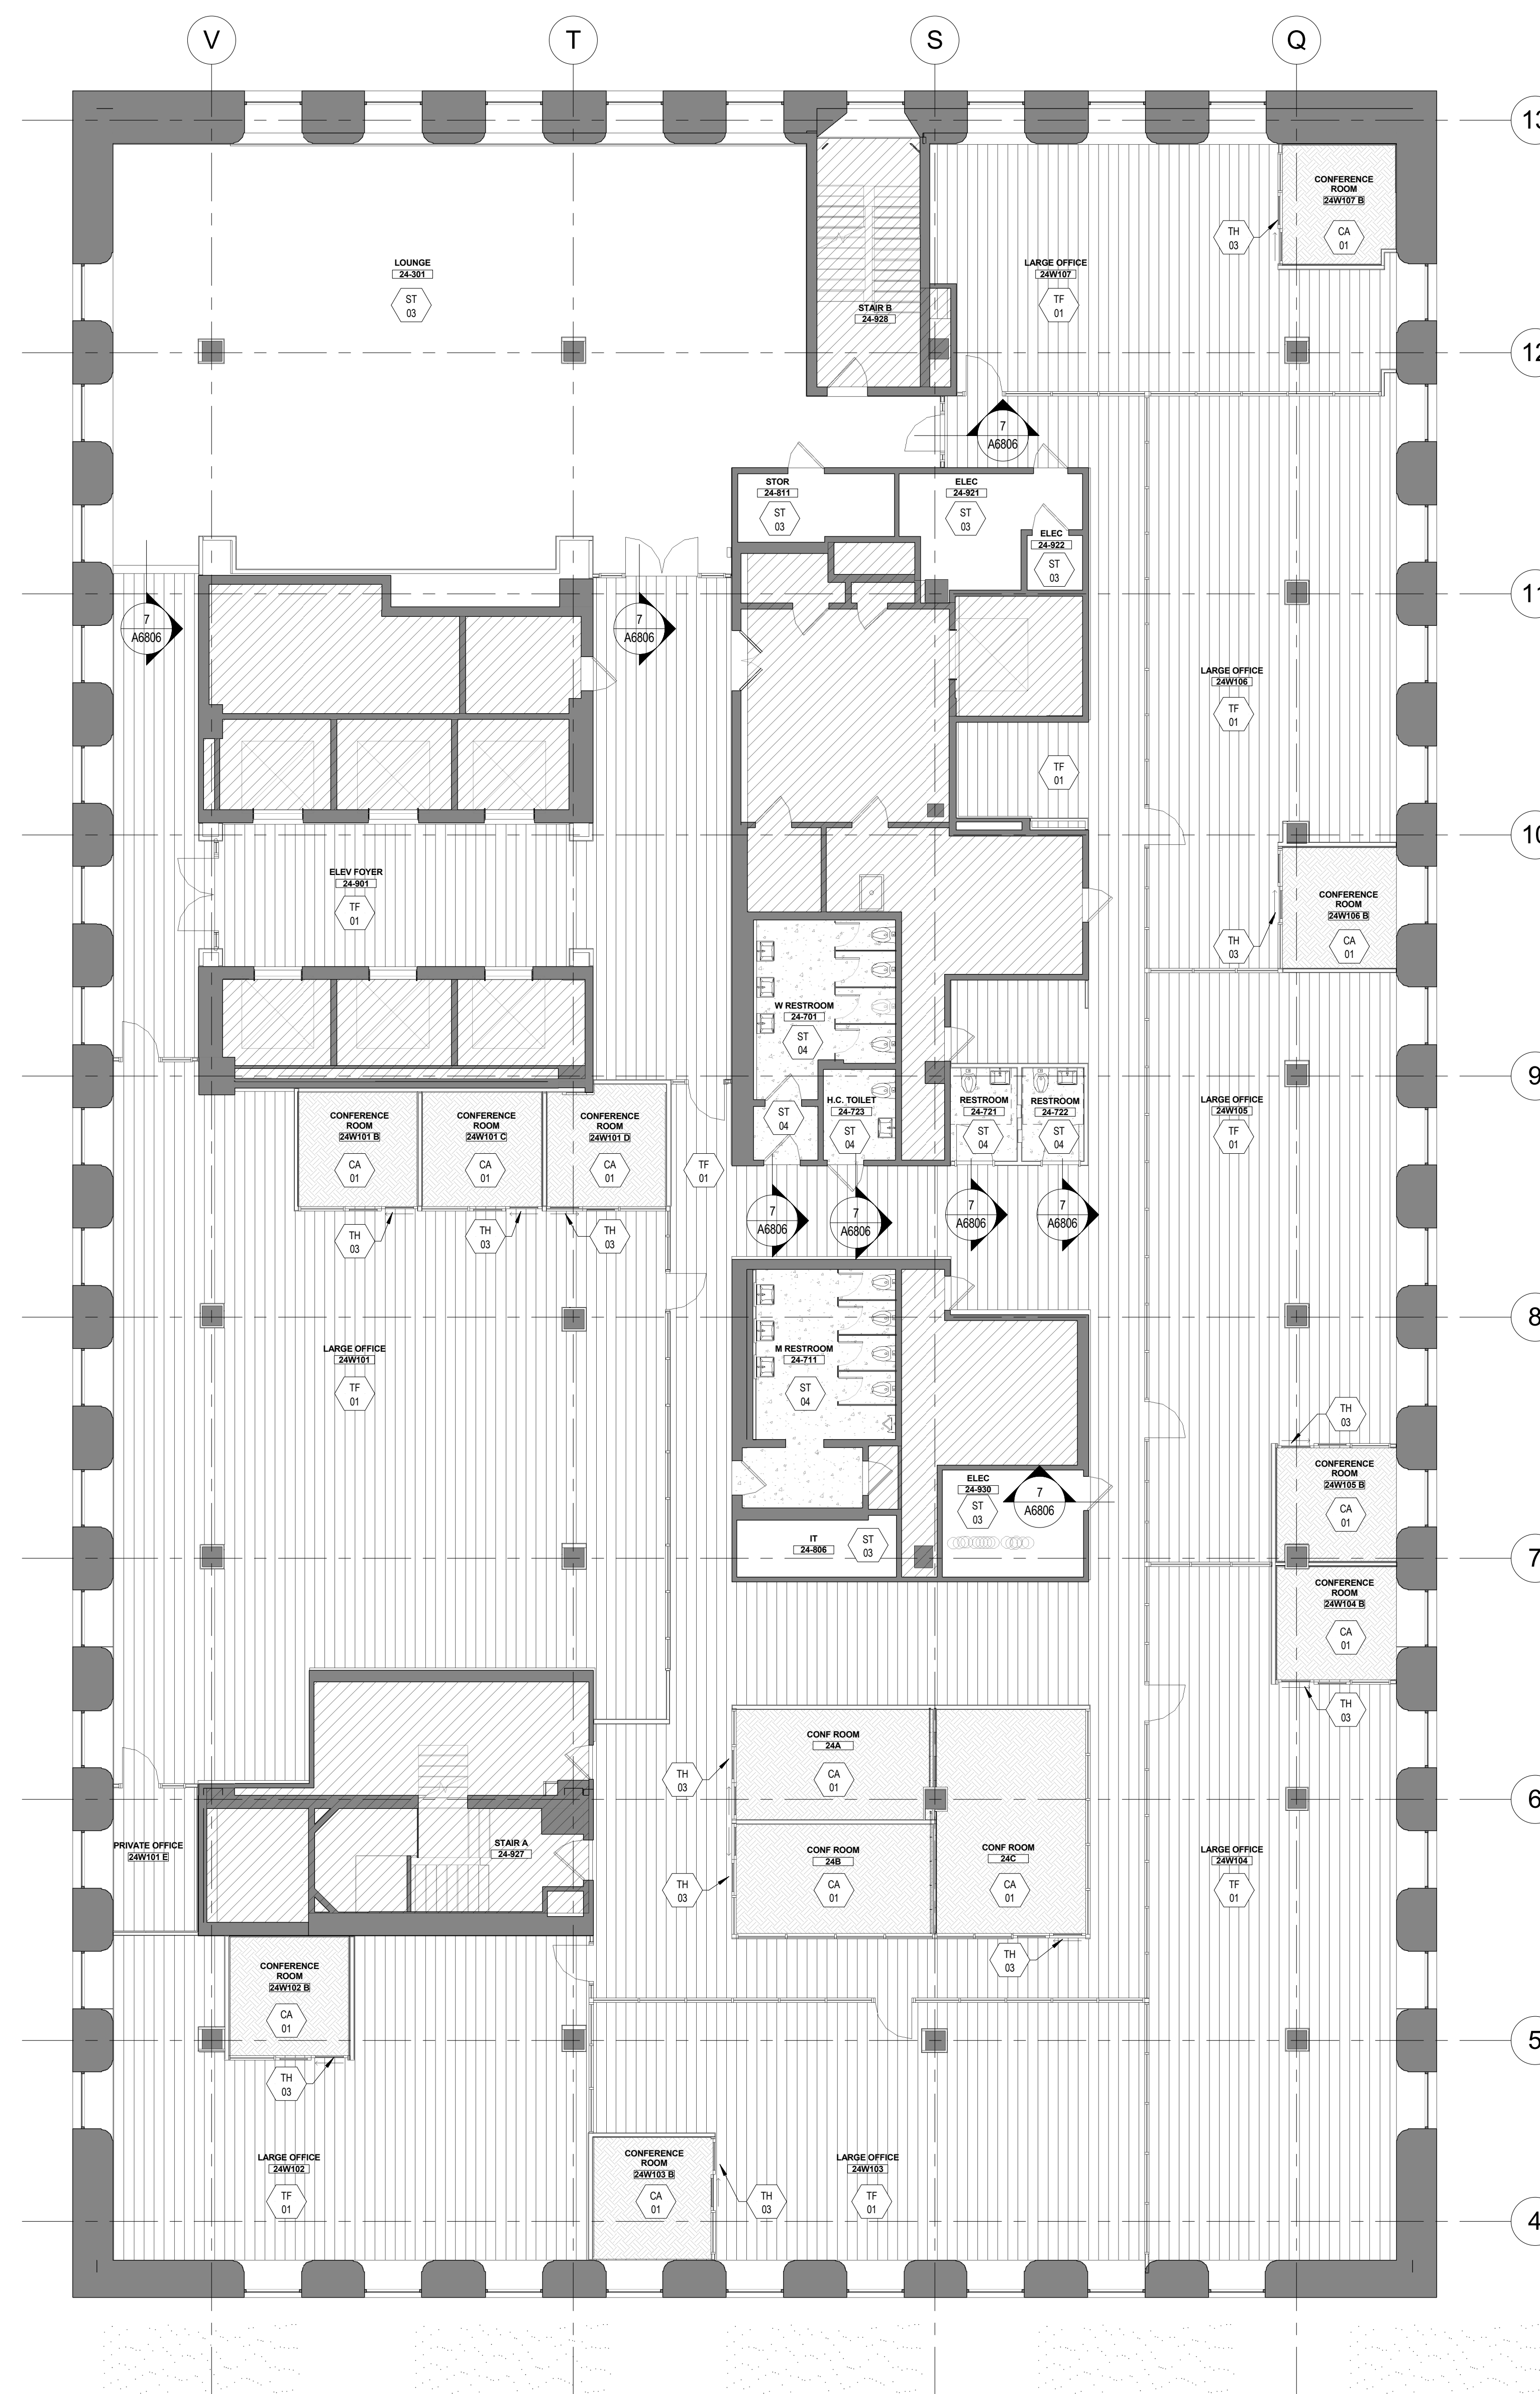 V
T
S
Q
13
CONFERENCE
ROOM
24W107 B
TH
03
CA
01
LOUNGE
24-301
ST
03
LARGE OFFICE
24W107
TF
01
STAIR B
24-928
12
7
A6806
STOR
24-811
ST
03
ELEC
24-921
ST
03
ELEC
24-922
ST
03
11
7
A6806
7
A6806
LARGE OFFICE
24W106
TF
01
TF
01
10
ELEV FOYER
24-901
TF
01
CONFERENCE
ROOM
24W106 B
TH
03
CA
01
W RESTROOM
24-701
ST
04
9
H.C. TOILET
24-723
ST
04
ST
04
RESTROOM
24-721
ST
04
RESTROOM
24-722
ST
04
LARGE OFFICE
24W105
TF
01
CONFERENCE
ROOM
24W101 B
CA
01
CONFERENCE
ROOM
24W101 C
CA
01
CONFERENCE
ROOM
24W101 D
CA
01
TF
01
7
A6806
7
A6806
7
A6806
7
A6806
TH
03
TH
03
TH
03
8
LARGE OFFICE
24W101
TF
01
M RESTROOM
24-711
ST
04
TH
03
CONFERENCE
ROOM
24W105 B
CA
01
ELEC
24-930
ST
03
7
A6806
IT
24-806
ST
03
7
CONFERENCE
ROOM
24W104 B
CA
01
TH
03
CONF ROOM
24A
CA
01
TH
03
6
PRIVATE OFFICE
24W101 E
STAIR A
24-927
CONF ROOM
24B
CA
01
TH
03
CONF ROOM
24C
CA
01
LARGE OFFICE
24W104
TF
01
TH
03
CONFERENCE
ROOM
24W102 B
CA
01
TH
03
5
LARGE OFFICE
24W102
TF
01
CONFERENCE
ROOM
24W103 B
CA
01
TH
03
LARGE OFFICE
24W103
TF
01
4